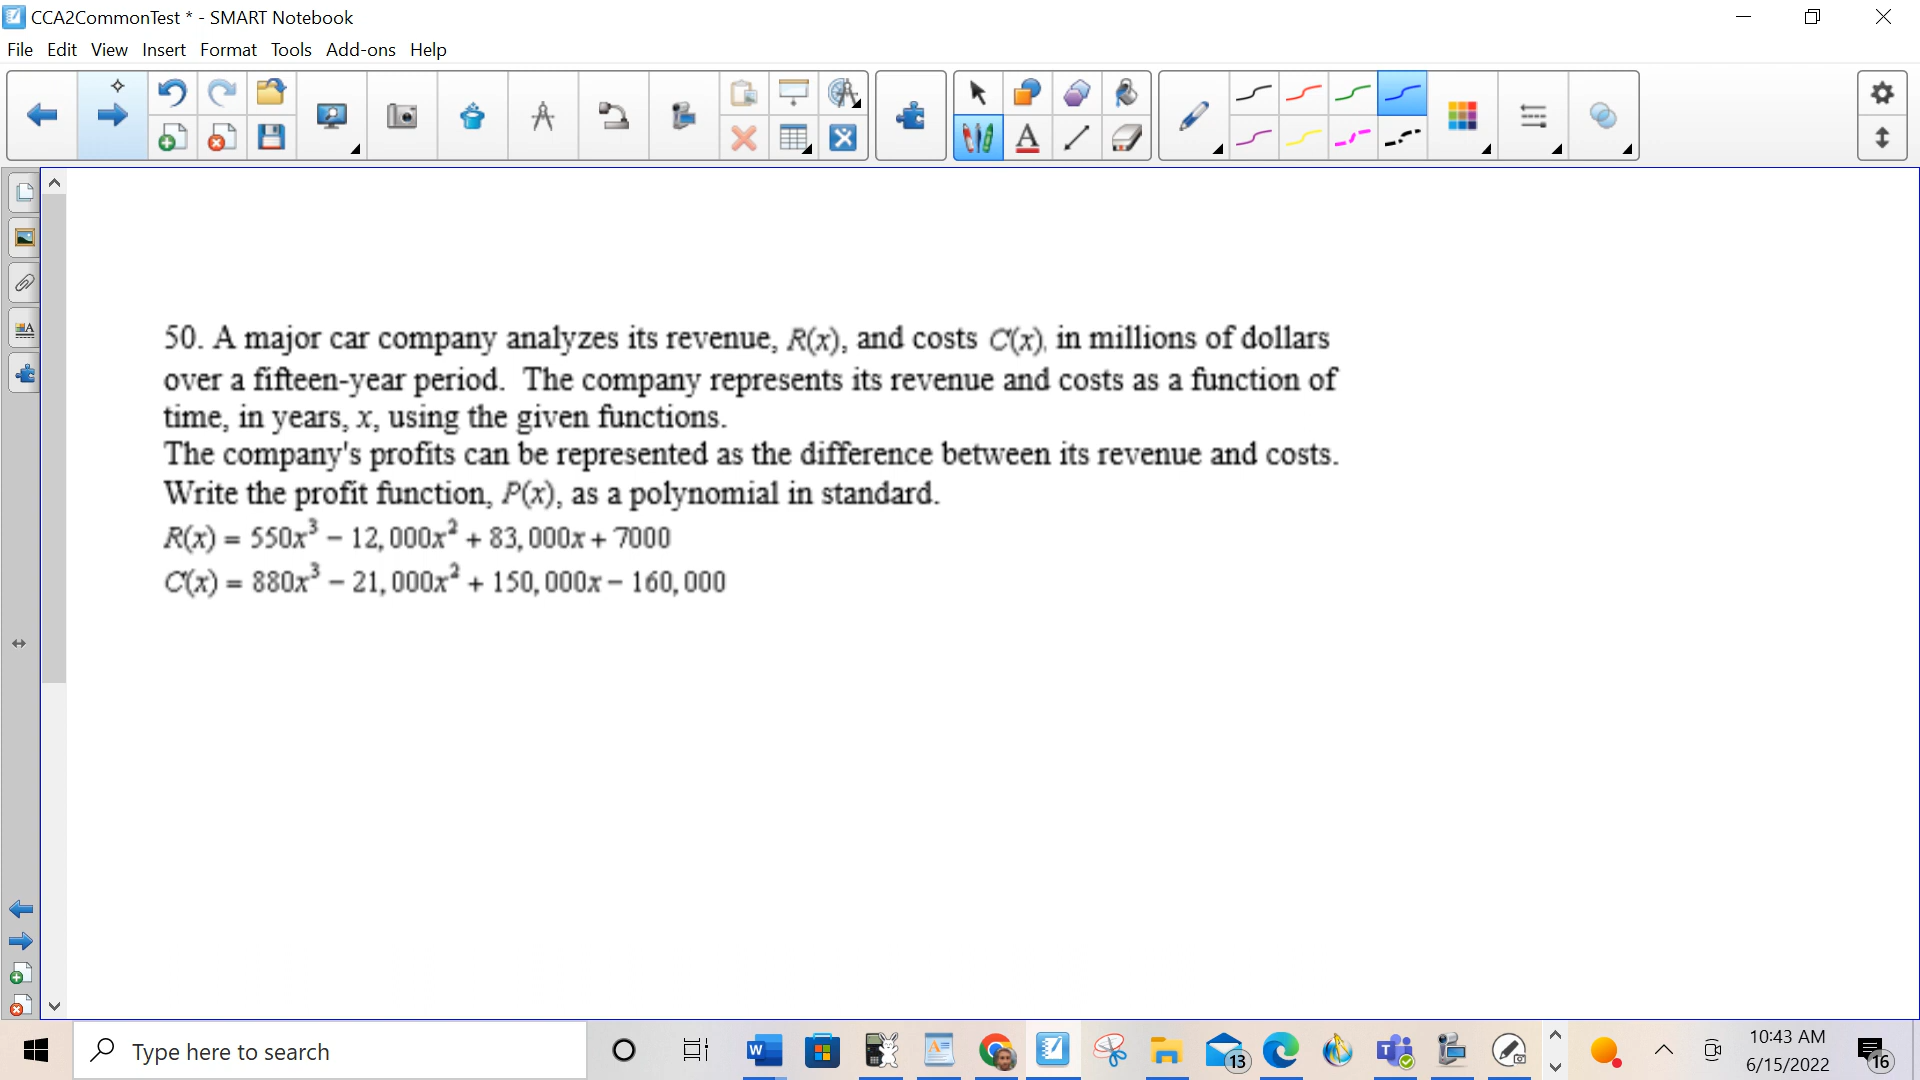 CCA2CommonTest * - SMART Notebook
File Edit View Insert Format Tools Add-ons Help
50. A major car company analyzes its revenue, R(x), and costs C(x), in millions of dollars
over a fifteen-year period. The company represents its revenue and costs as a function of
time, in years, x, using the given functions.
The company's profits can be represented as the difference between its revenue and costs.
Write the profit function, P(x), as a polynomial in standard.
R(x) = 550x³ − 12,000x² + 83,000x + 7000
C(x) = 880x³ − 21,000x² + 150,000x − 160,000
Type here to search
13
10:43 AM
6/15/2022
16